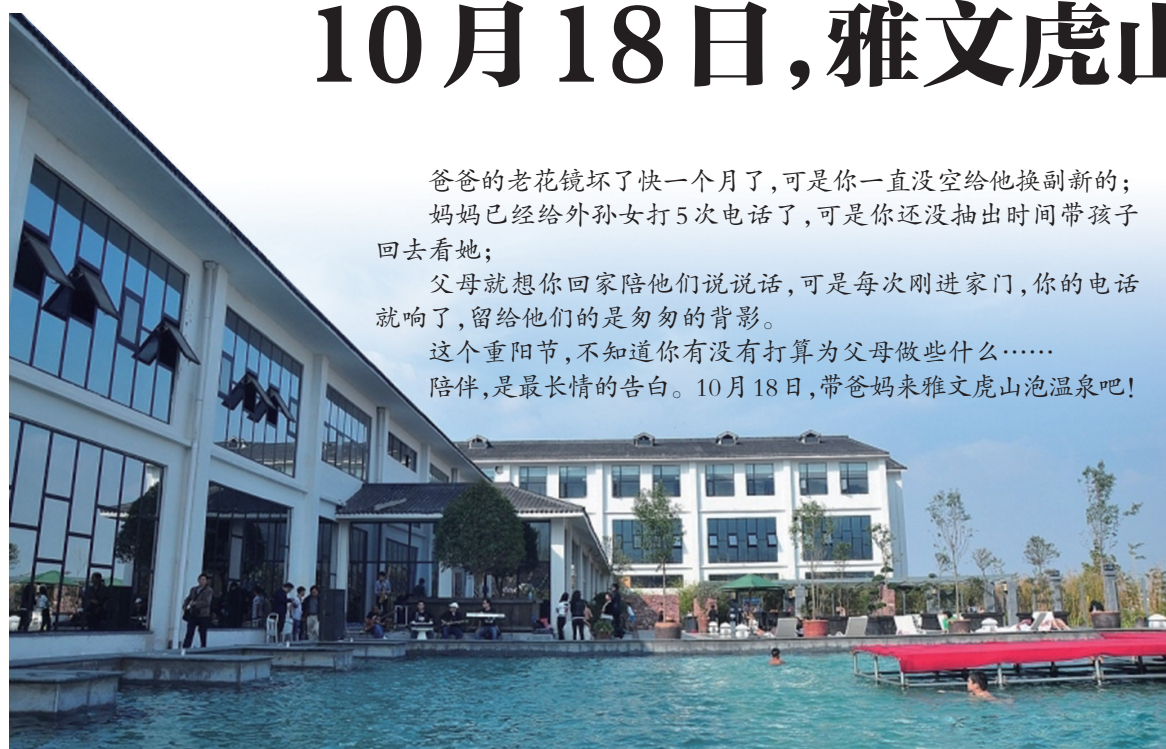 10月18日,雅文虎山
爸爸的老花镜坏了快一个月了,可是你一直没空给他换副新的;
妈妈已经给外孙女打5次电话了,可是你还没抽出时间带孩子
回去看她;
父母就想你回家陪他们说说话,可是每次刚进家门,你的电话
就响了,留给他们的是匆匆的背影。
这个重阳节,不知道你有没有打算为父母做些什么……
陪伴,是最长情的告白。10月18日,带爸妈来雅文虎山泡温泉吧!